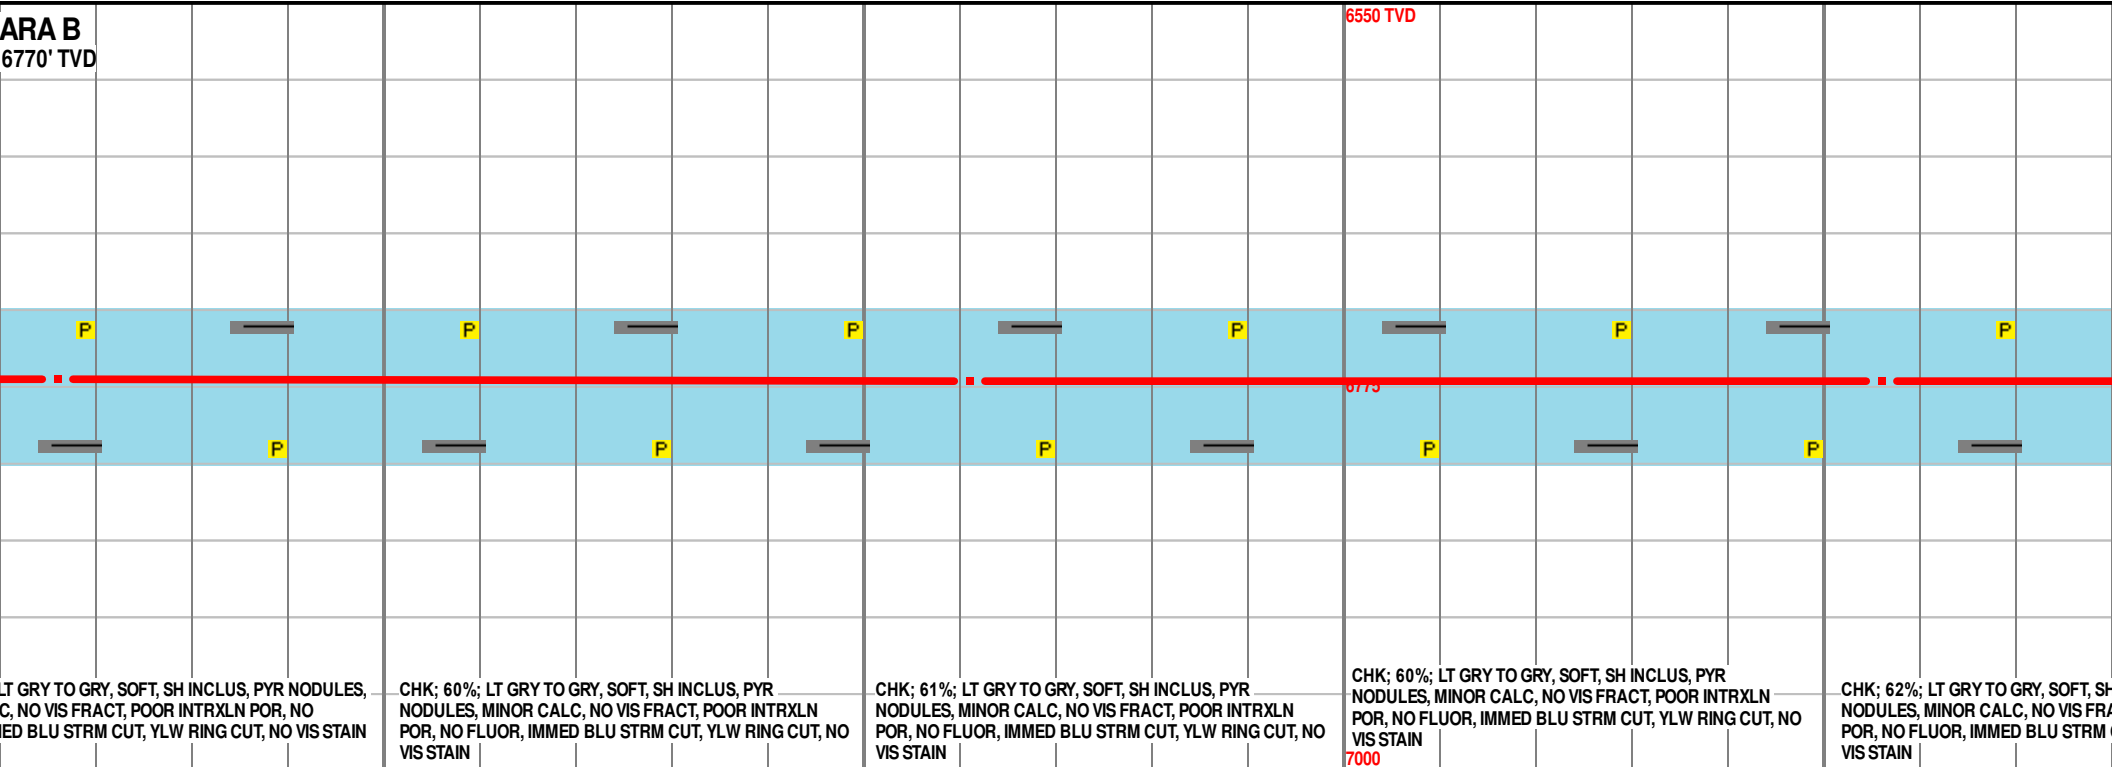 ARA B
6770' TVD
6550 TVD
P P P P P P
6775
P P P P P
LT GRY TO GRY, SOFT, SH INCLUS, PYR NODULES,
C, NO VIS FRACT, POOR INTRXLN POR, NO
ED BLU STRM CUT, YLW RING CUT, NO VIS STAIN
CHK; 60%; LT GRY TO GRY, SOFT, SH INCLUS, PYR
NODULES, MINOR CALC, NO VIS FRACT, POOR INTRXLN
POR, NO FLUOR, IMMED BLU STRM CUT, YLW RING CUT, NO
VIS STAIN
CHK; 61%; LT GRY TO GRY, SOFT, SH INCLUS, PYR
NODULES, MINOR CALC, NO VIS FRACT, POOR INTRXLN
POR, NO FLUOR, IMMED BLU STRM CUT, YLW RING CUT, NO
VIS STAIN
CHK; 60%; LT GRY TO GRY, SOFT, SH INCLUS, PYR
NODULES, MINOR CALC, NO VIS FRACT, POOR INTRXLN
POR, NO FLUOR, IMMED BLU STRM CUT, YLW RING CUT, NO
VIS STAIN
7000
CHK; 62%; LT GRY TO GRY, SOFT, SH
NODULES, MINOR CALC, NO VIS FRA
POR, NO FLUOR, IMMED BLU STRM
VIS STAIN